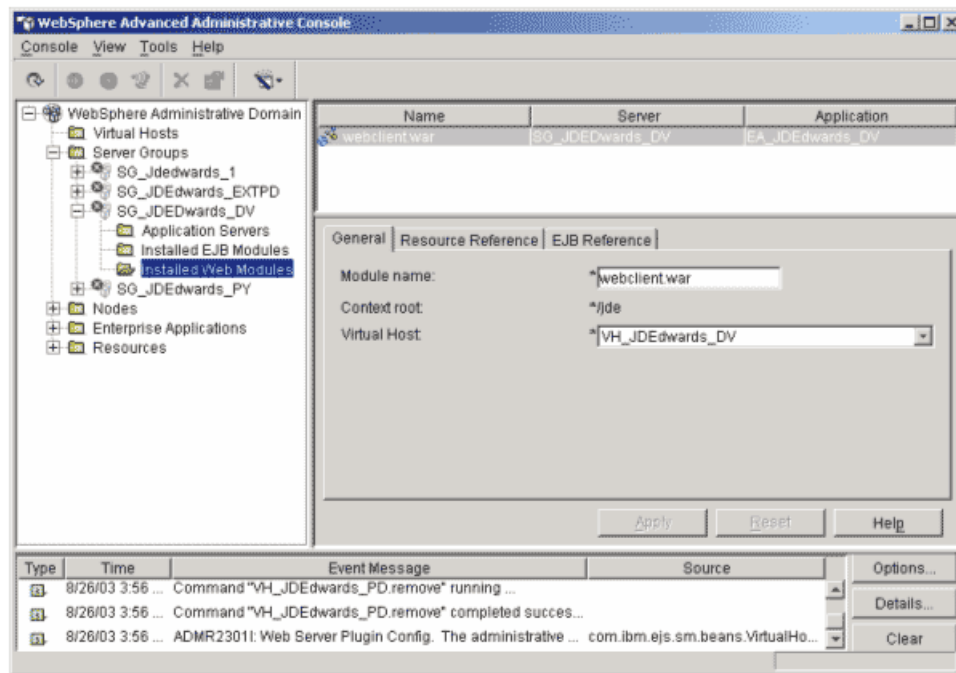 WebSphere Advanced Administrative Console
Console View Tools Help
WebSphere Administrative Domain
Virtual Hosts
Server Groups
SG_Jdedwards_1
SG_JDEdwards_EXTPD
SG_JDEDwards_DV
Application Servers
Installed EJB Modules
Installed Web Modules
SG_JDEdwards_PY
Nodes
Enterprise Applications
Resources
Name Server Application
webclient.war SG_JDEDwards_DV EA_JDEdwards_DV
General Resource Reference EJB Reference
Module name: *webclient.war
Context root: */jde
Virtual Host: *VH_JDEdwards_DV
Apply Reset Help
Type Time Event Message Source
8/26/03 3:56 ... Command "VH_JDEdwards_PD.remove" running ...
8/26/03 3:56 ... Command "VH_JDEdwards_PD.remove" completed succes...
8/26/03 3:56 ... ADMR2301I: Web Server Plugin Config. The administrative ... com.ibm.ejs.sm.beans.VirtualHo...
Options...
Details...
Clear